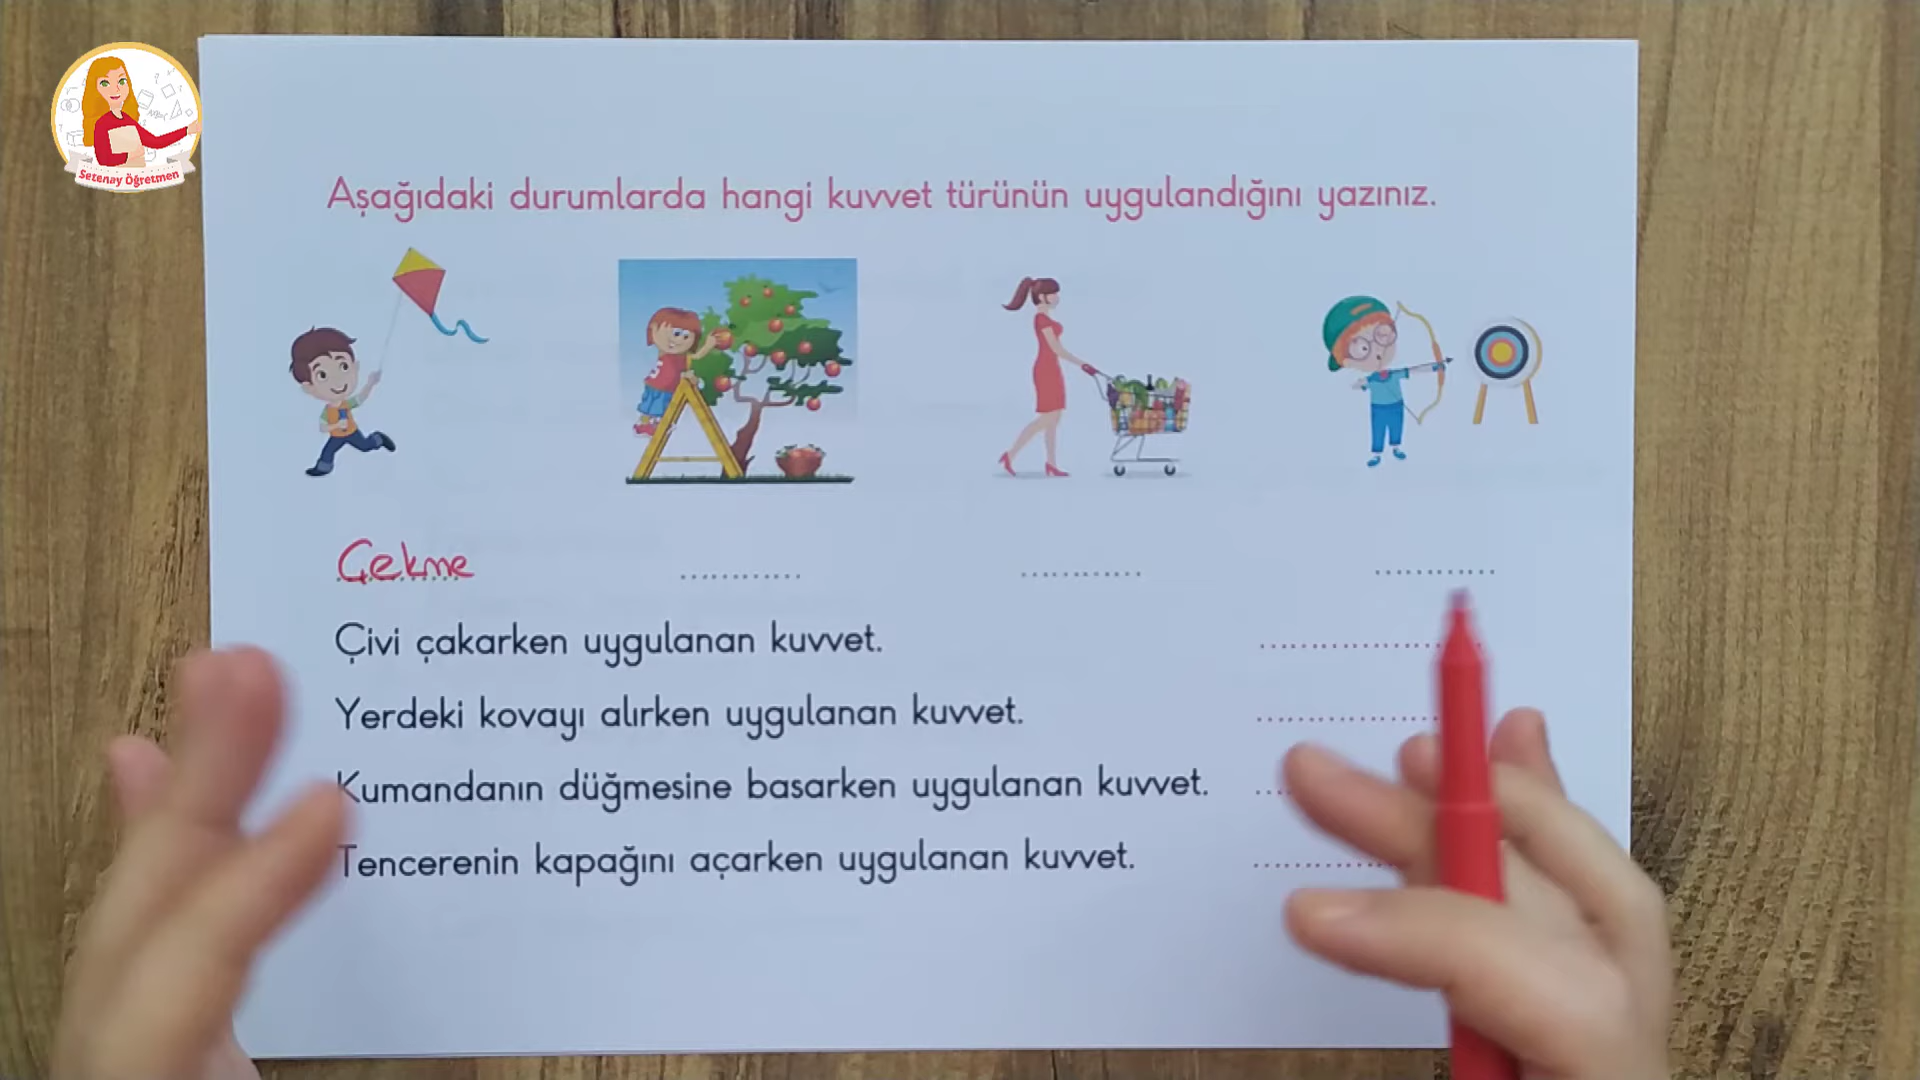 Setenay Öğretmen
Aşağıdaki durumlarda hangi kuvvet türünün uygulandığını yazınız.
Çekme ............ ............ ............
Çivi çakarken uygulanan kuvvet. ...................
Yerdeki kovayı alırken uygulanan kuvvet. ...................
Kumandanın düğmesine basarken uygulanan kuvvet. ...
Tencerenin kapağını açarken uygulanan kuvvet. ..............